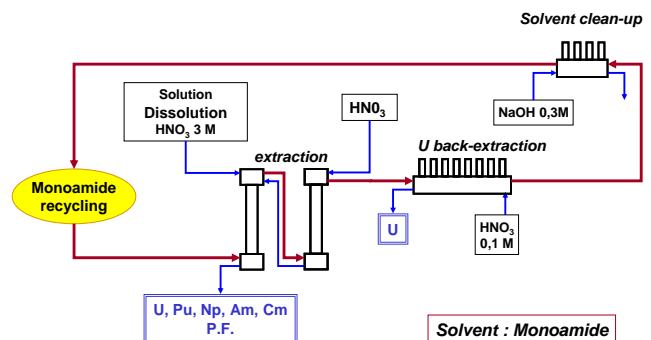 Solvent clean-up
Solution
Dissolution
HNO3 3 M
HN03
NaOH 0,3M
extraction
U back-extraction
Monoamide
recycling
U
HNO3
0,1 M
U, Pu, Np, Am, Cm
P.F.
Solvent : Monoamide